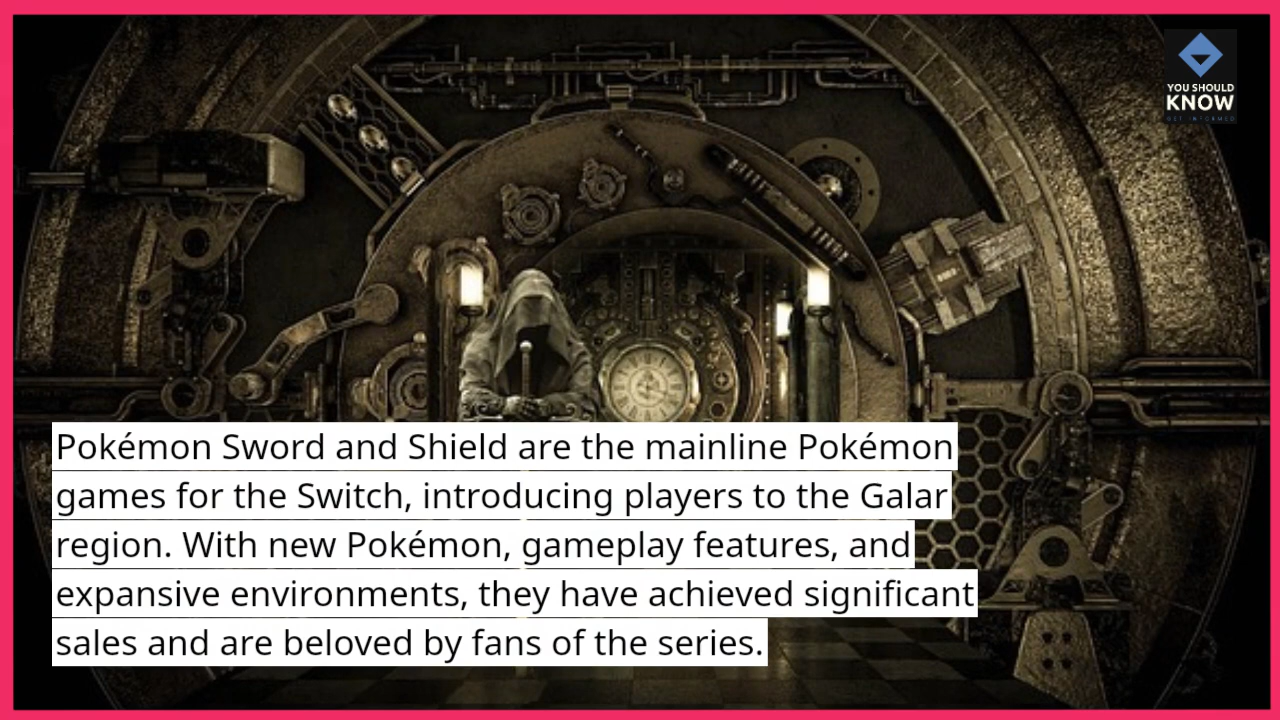 YOU SHOULD
KNOW
GET INFORMED
Pokémon Sword and Shield are the mainline Pokémon
games for the Switch, introducing players to the Galar
region. With new Pokémon, gameplay features, and
expansive environments, they have achieved significant
sales and are beloved by fans of the series.